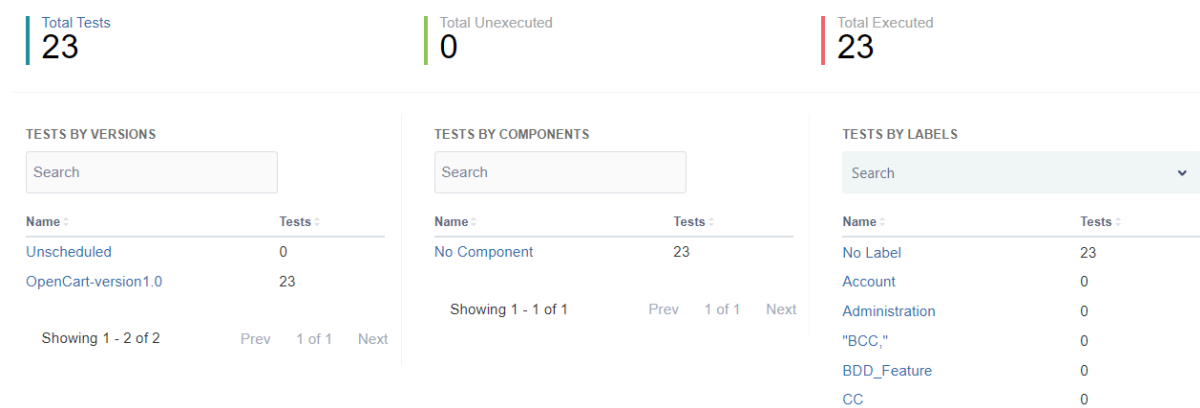 Total Tests
23
Total Unexecuted
0
Total Executed
23
TESTS BY VERSIONS
Search
Name Tests
Unscheduled 0
OpenCart-version1.0 23
Showing 1 - 2 of 2 Prev 1 of 1 Next
TESTS BY COMPONENTS
Search
Name Tests
No Component 23
Showing 1 - 1 of 1 Prev 1 of 1 Next
TESTS BY LABELS
Search
Name Tests
No Label 23
Account 0
Administration 0
"BCC," 0
BDD_Feature 0
CC 0